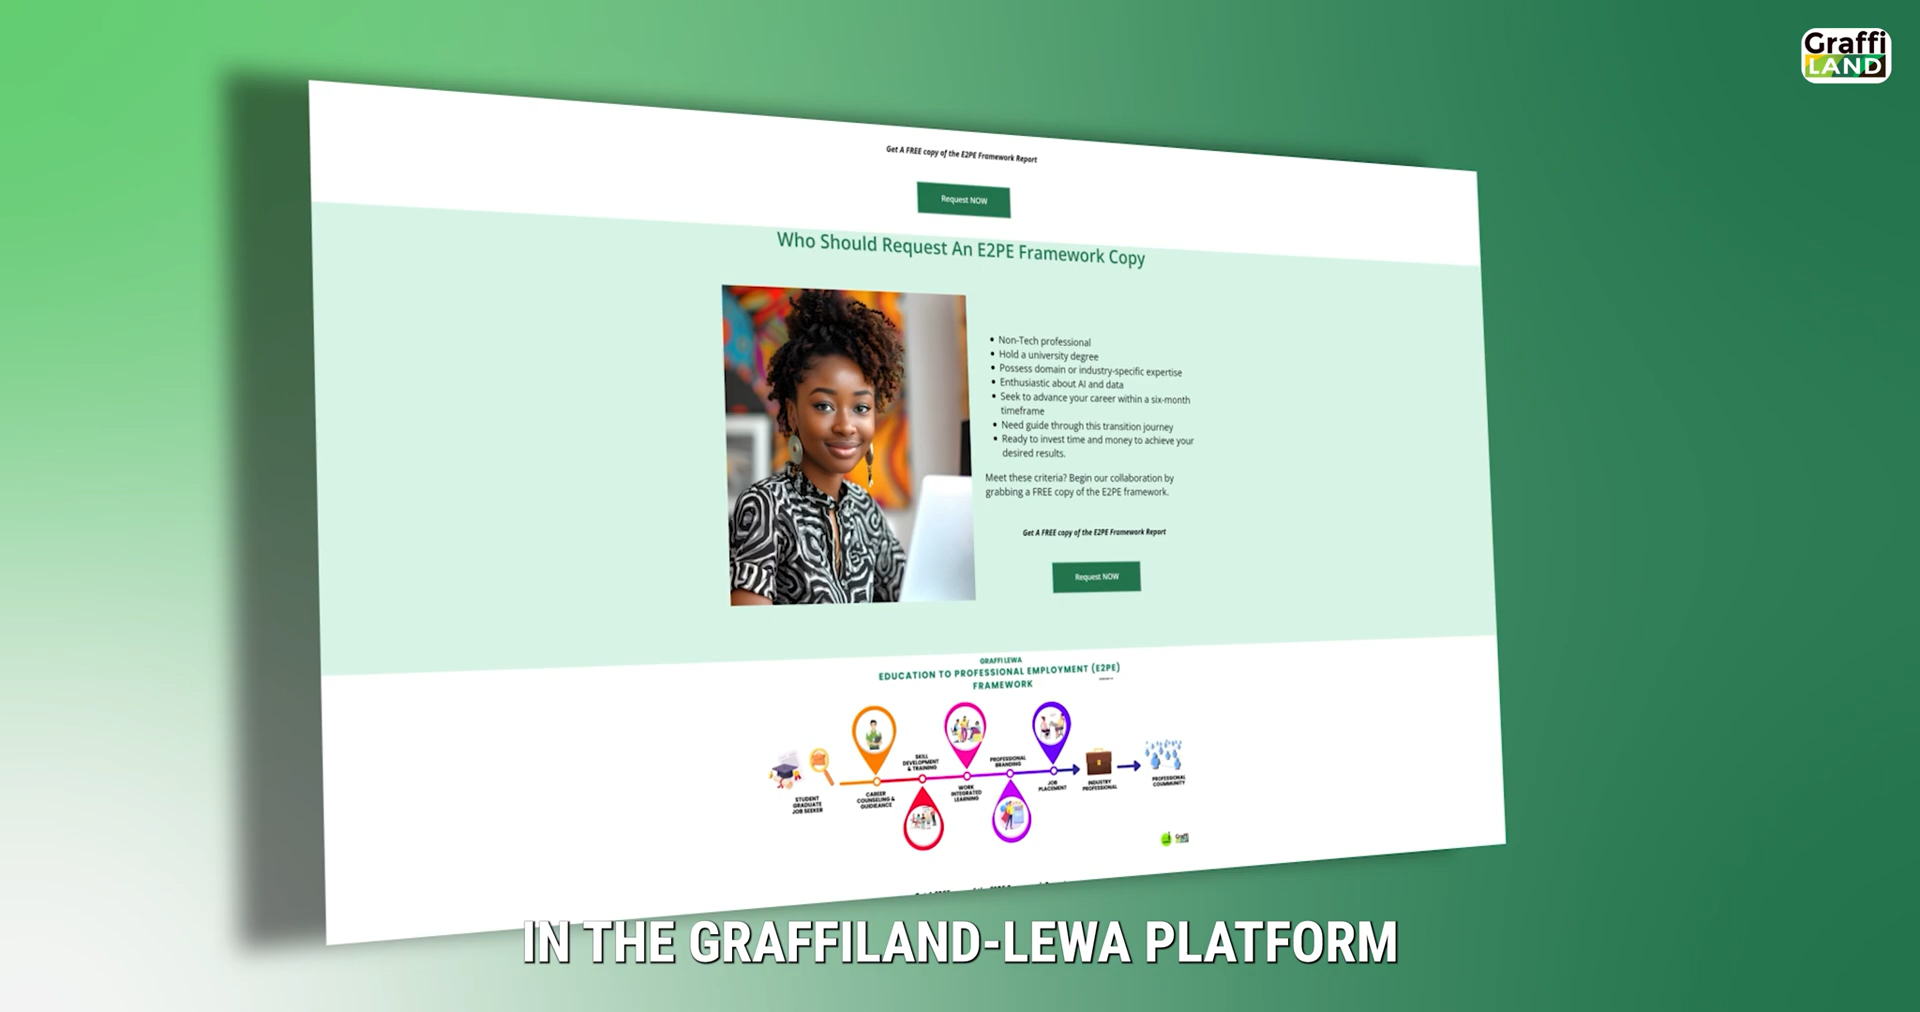 Graffi
LAND
Get A FREE copy of the E2PE Framework Report
Request NOW
Who Should Request An E2PE Framework Copy
• Non-Tech professional
• Hold a university degree
• Possess domain or industry-specific expertise
• Enthusiastic about AI and data
• Seek to advance your career within a six-month
timeframe
• Need guide through this transition journey
• Ready to invest time and money to achieve your
desired results.
Meet these criteria? Begin our collaboration by
grabbing a FREE copy of the E2PE framework.
Get A FREE copy of the E2PE Framework Report
Request NOW
GRAFFI LEWA
EDUCATION TO PROFESSIONAL EMPLOYMENT (E2PE)
FRAMEWORK
STUDENT
GRADUATE
JOB SEEKER
CAREER
COUNSELING &
GUIDEANCE
SKILL
DEVELOPMENT
& TRAINING
WORK
INTEGRATED
LEARNING
PROFESSIONAL
BRANDING
JOB
PLACEMENT
INDUSTRY
PROFESSIONAL
PROFESSIONAL
COUMMUNITY
Graffi
IN THE GRAFFILAND-LEWA PLATFORM